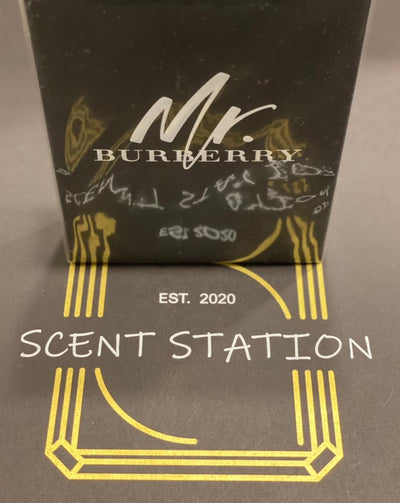 Mr.
BURBERRY
EST. 2020
SCENT STATION